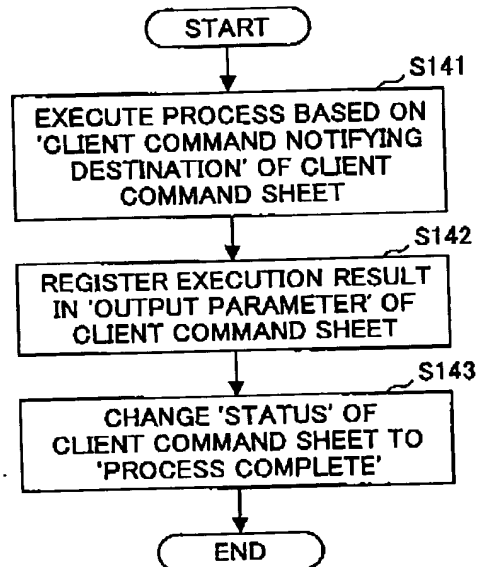 START
S141
EXECUTE PROCESS BASED ON
'CLIENT COMMAND NOTIFYING
DESTINATION' OF CLIENT
COMMAND SHEET
S142
REGISTER EXECUTION RESULT
IN 'OUTPUT PARAMETER' OF
CLIENT COMMAND SHEET
S143
CHANGE 'STATUS' OF
CLIENT COMMAND SHEET TO
'PROCESS COMPLETE'
END